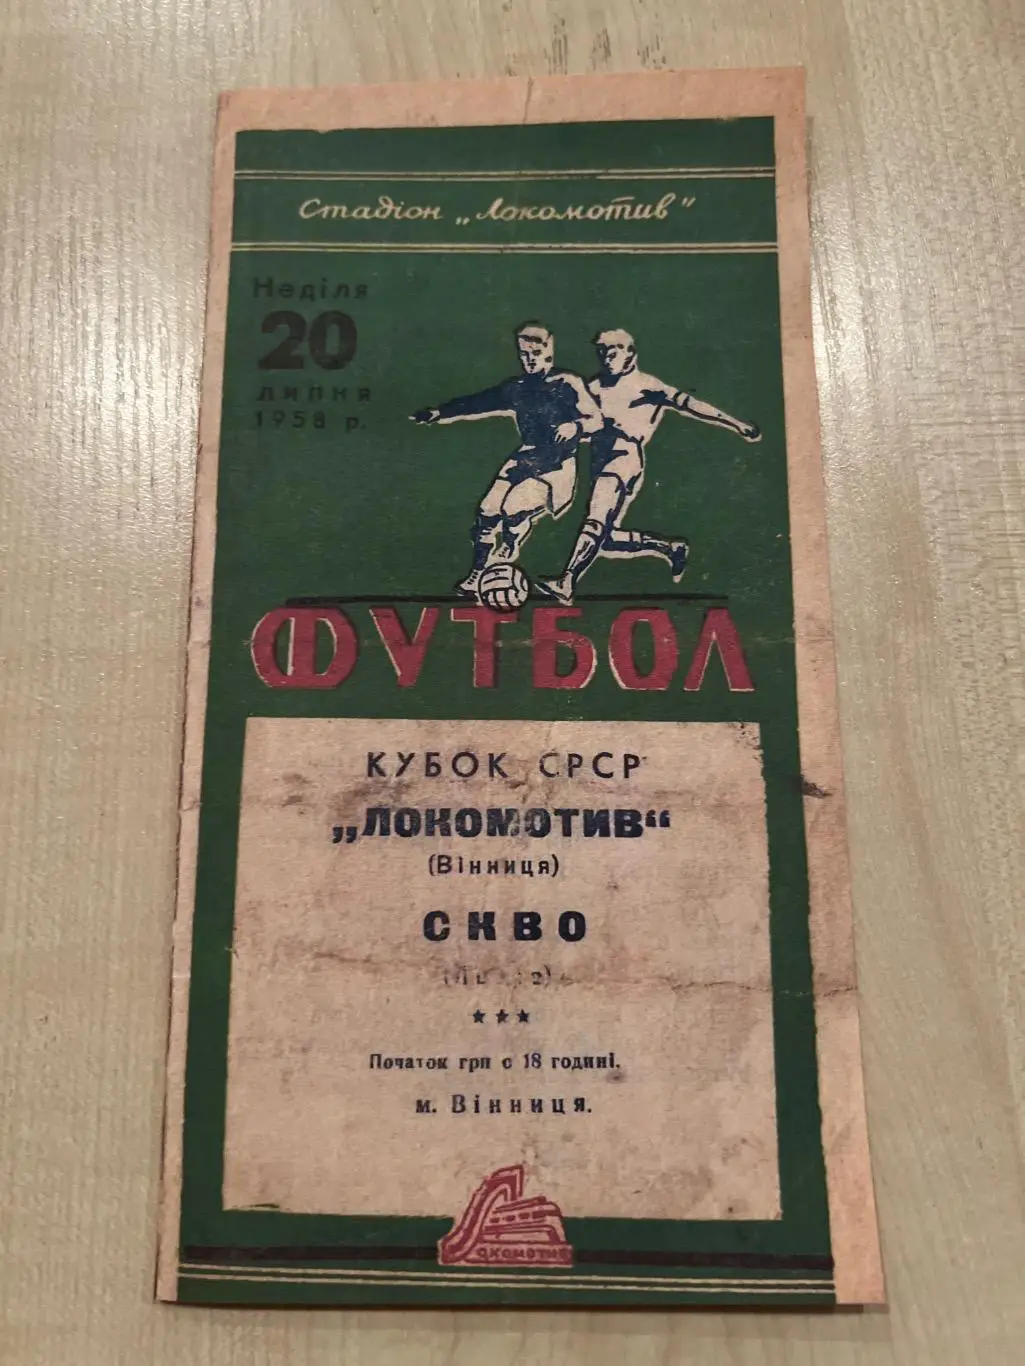 Стадіон „Локомотив"
Неділя
20
липня
1958 р.
ФУТБОЛ
КУБОК СРСР
„ЛОКОМОТИВ“
(Вінниця)
СКВО
★★★
Початок гри о 18 годині.
м. Вінниця.
Локомотив